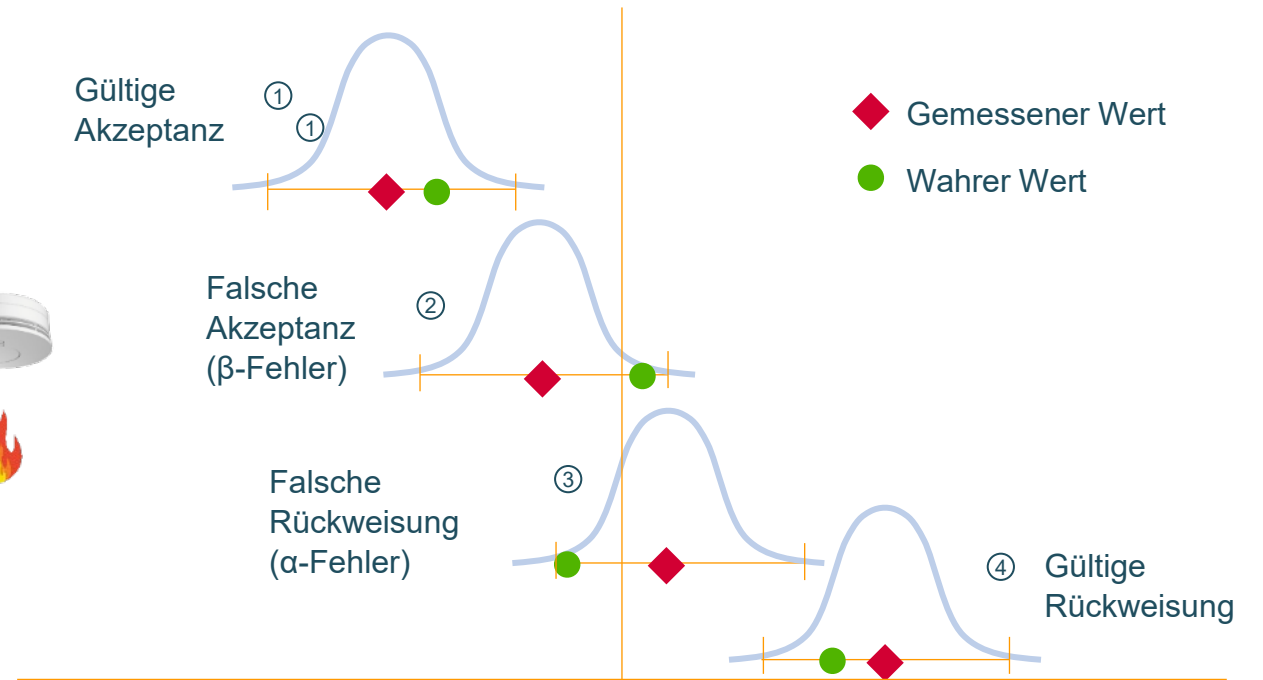 Gültige
Akzeptanz
①
①
Gemessener Wert
Wahrer Wert
Falsche
Akzeptanz
(β-Fehler)
②
Falsche
Rückweisung
(α-Fehler)
③
④
Gültige
Rückweisung